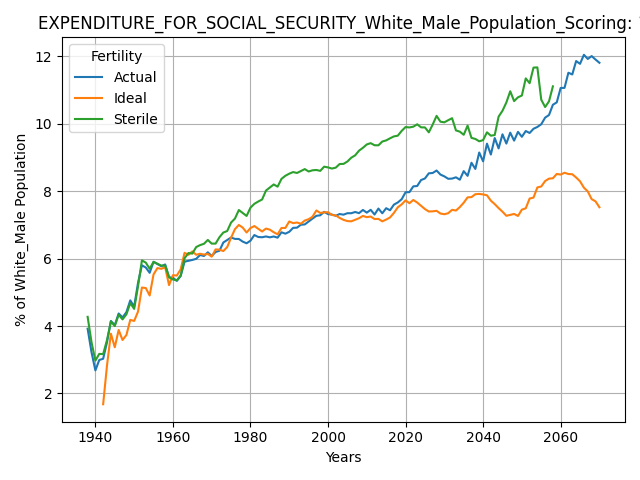 EXPENDITURE_FOR_SOCIAL_SECURITY_White_Male_Population_Scoring:
Fertility
Actual
Ideal
Sterile
% of White_Male Population
12
10
8
6
4
2
1940
1960
1980
2000
2020
2040
2060
Years